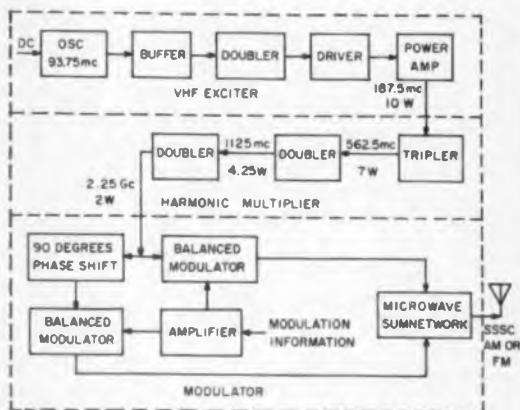 DC
OSC
93.75mc
BUFFER
DOUBLER
DRIVER
POWER
AMP
VHF EXCITER
187.5mc
10 W
DOUBLER
1125mc
4.25W
DOUBLER
562.5mc
7 W
TRIPLER
2.25 Gc
2W
HARMONIC MULTIPLIER
90 DEGREES
PHASE SHIFT
BALANCED
MODULATOR
BALANCED
MODULATOR
AMPLIFIER
MODULATION
INFORMATION
MICROWAVE
SUMNETWORK
SSSC
AM OR
FM
MODULATOR